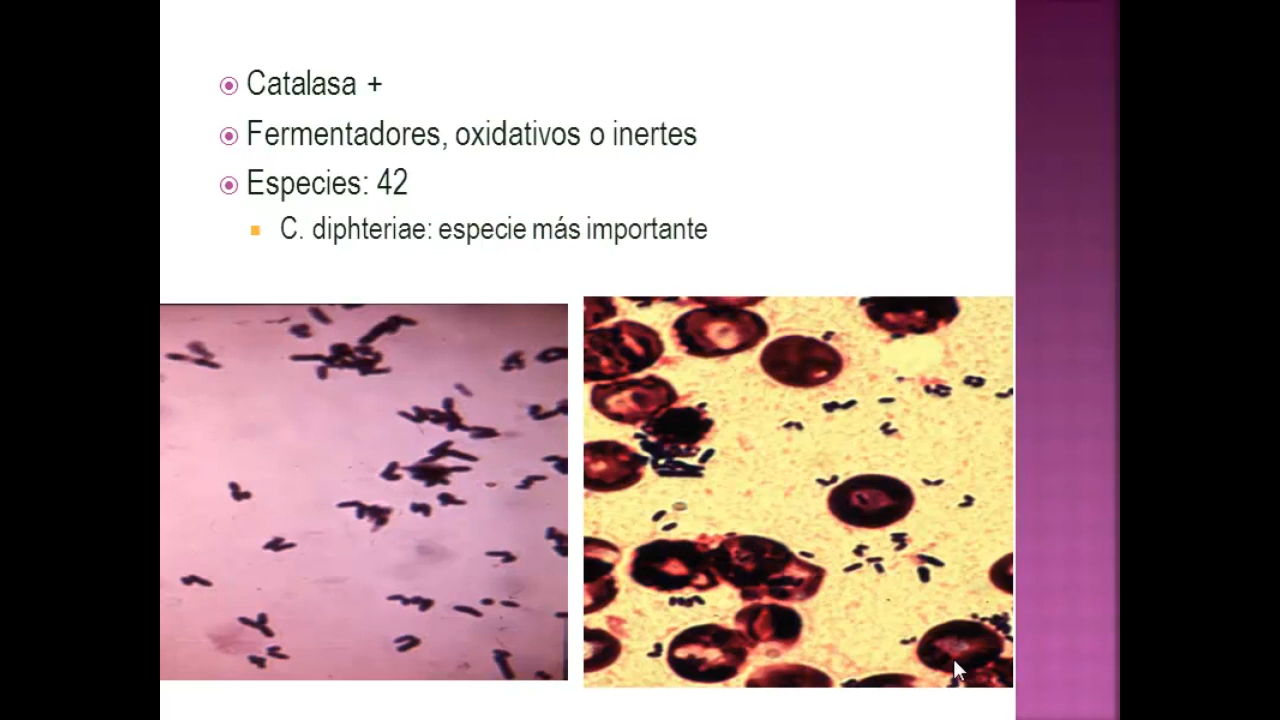 Catalasa +
Fermentadores, oxidativos o inertes
Especies: 42
C. diphteriae: especie más importante